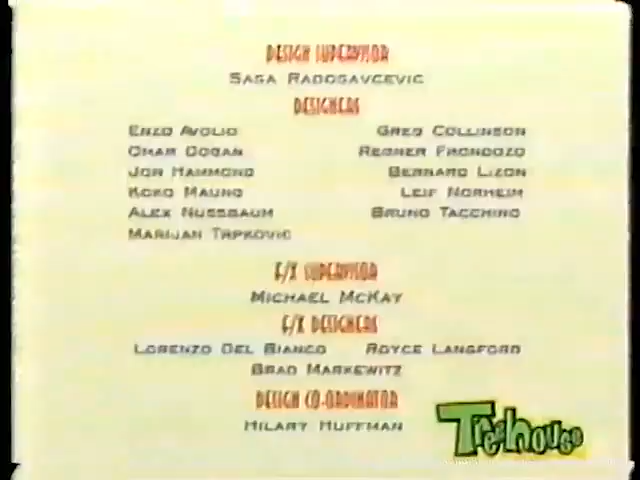 DESIGN SUPERVISOR
SASA RADOSAVCEVIC
DESIGNERS
ENZO AVOLIO GREG COLLINSON
OMAR DOGAN REGNER FRONDOZO
JON HAMMOND BERNARD LIZON
KOKO MAUNG LEIF NORHEIM
ALEX NUSSBAUM BRUNO TACCHINO
MARIJAN TRPKOVIC
F/X SUPERVISOR
MICHAEL MCKAY
F/X DESIGNERS
LORENZO DEL BIANCO ROYCE LANGFORD
BRAD MARKEWITZ
DESIGN CO-ORDINATOR
HILARY HUFFMAN
Treehouse